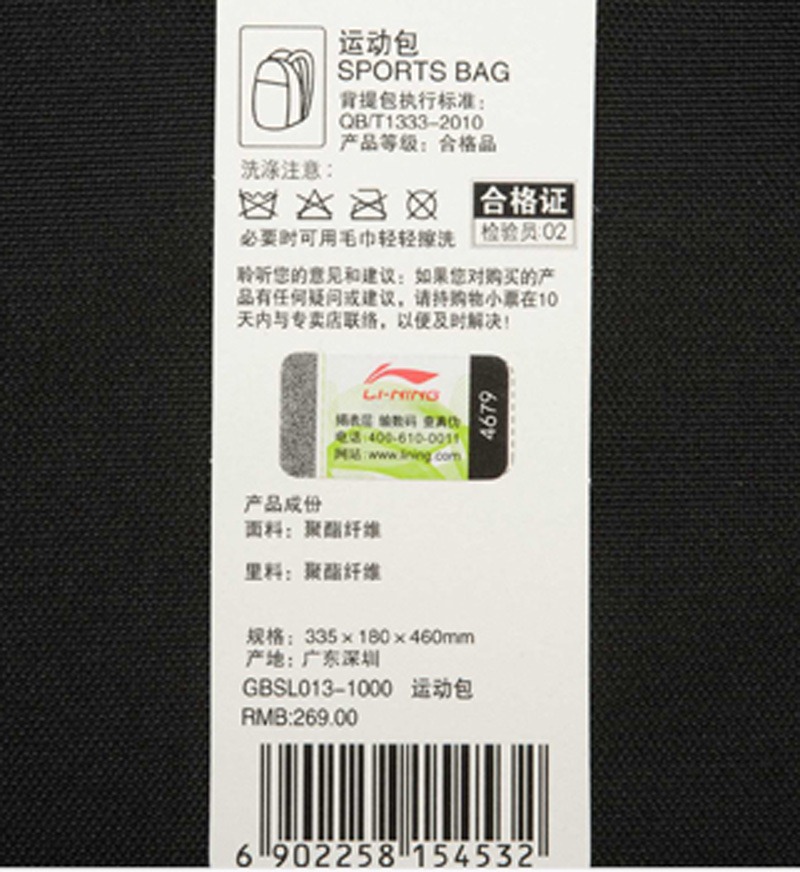 运动包
SPORTS BAG
背提包执行标准：
QB/T1333-2010
产品等级：合格品
洗涤注意：
合格证
检验员:02
必要时可用毛巾轻轻擦洗
聆听您的意见和建议：如果您对购买的产
品有任何疑问或建议，请持购物小票在10
天内与专卖店联络，以便及时解决！
LI-NING
揭表层 输数码 查真伪
电话:400-610-0011
网站:www.lining.com
4679
产品成份
面料：聚酯纤维
里料：聚酯纤维
规格：335×180×460mm
产地：广东深圳
GBSL013-1000 运动包
RMB:269.00
6 902258 154532